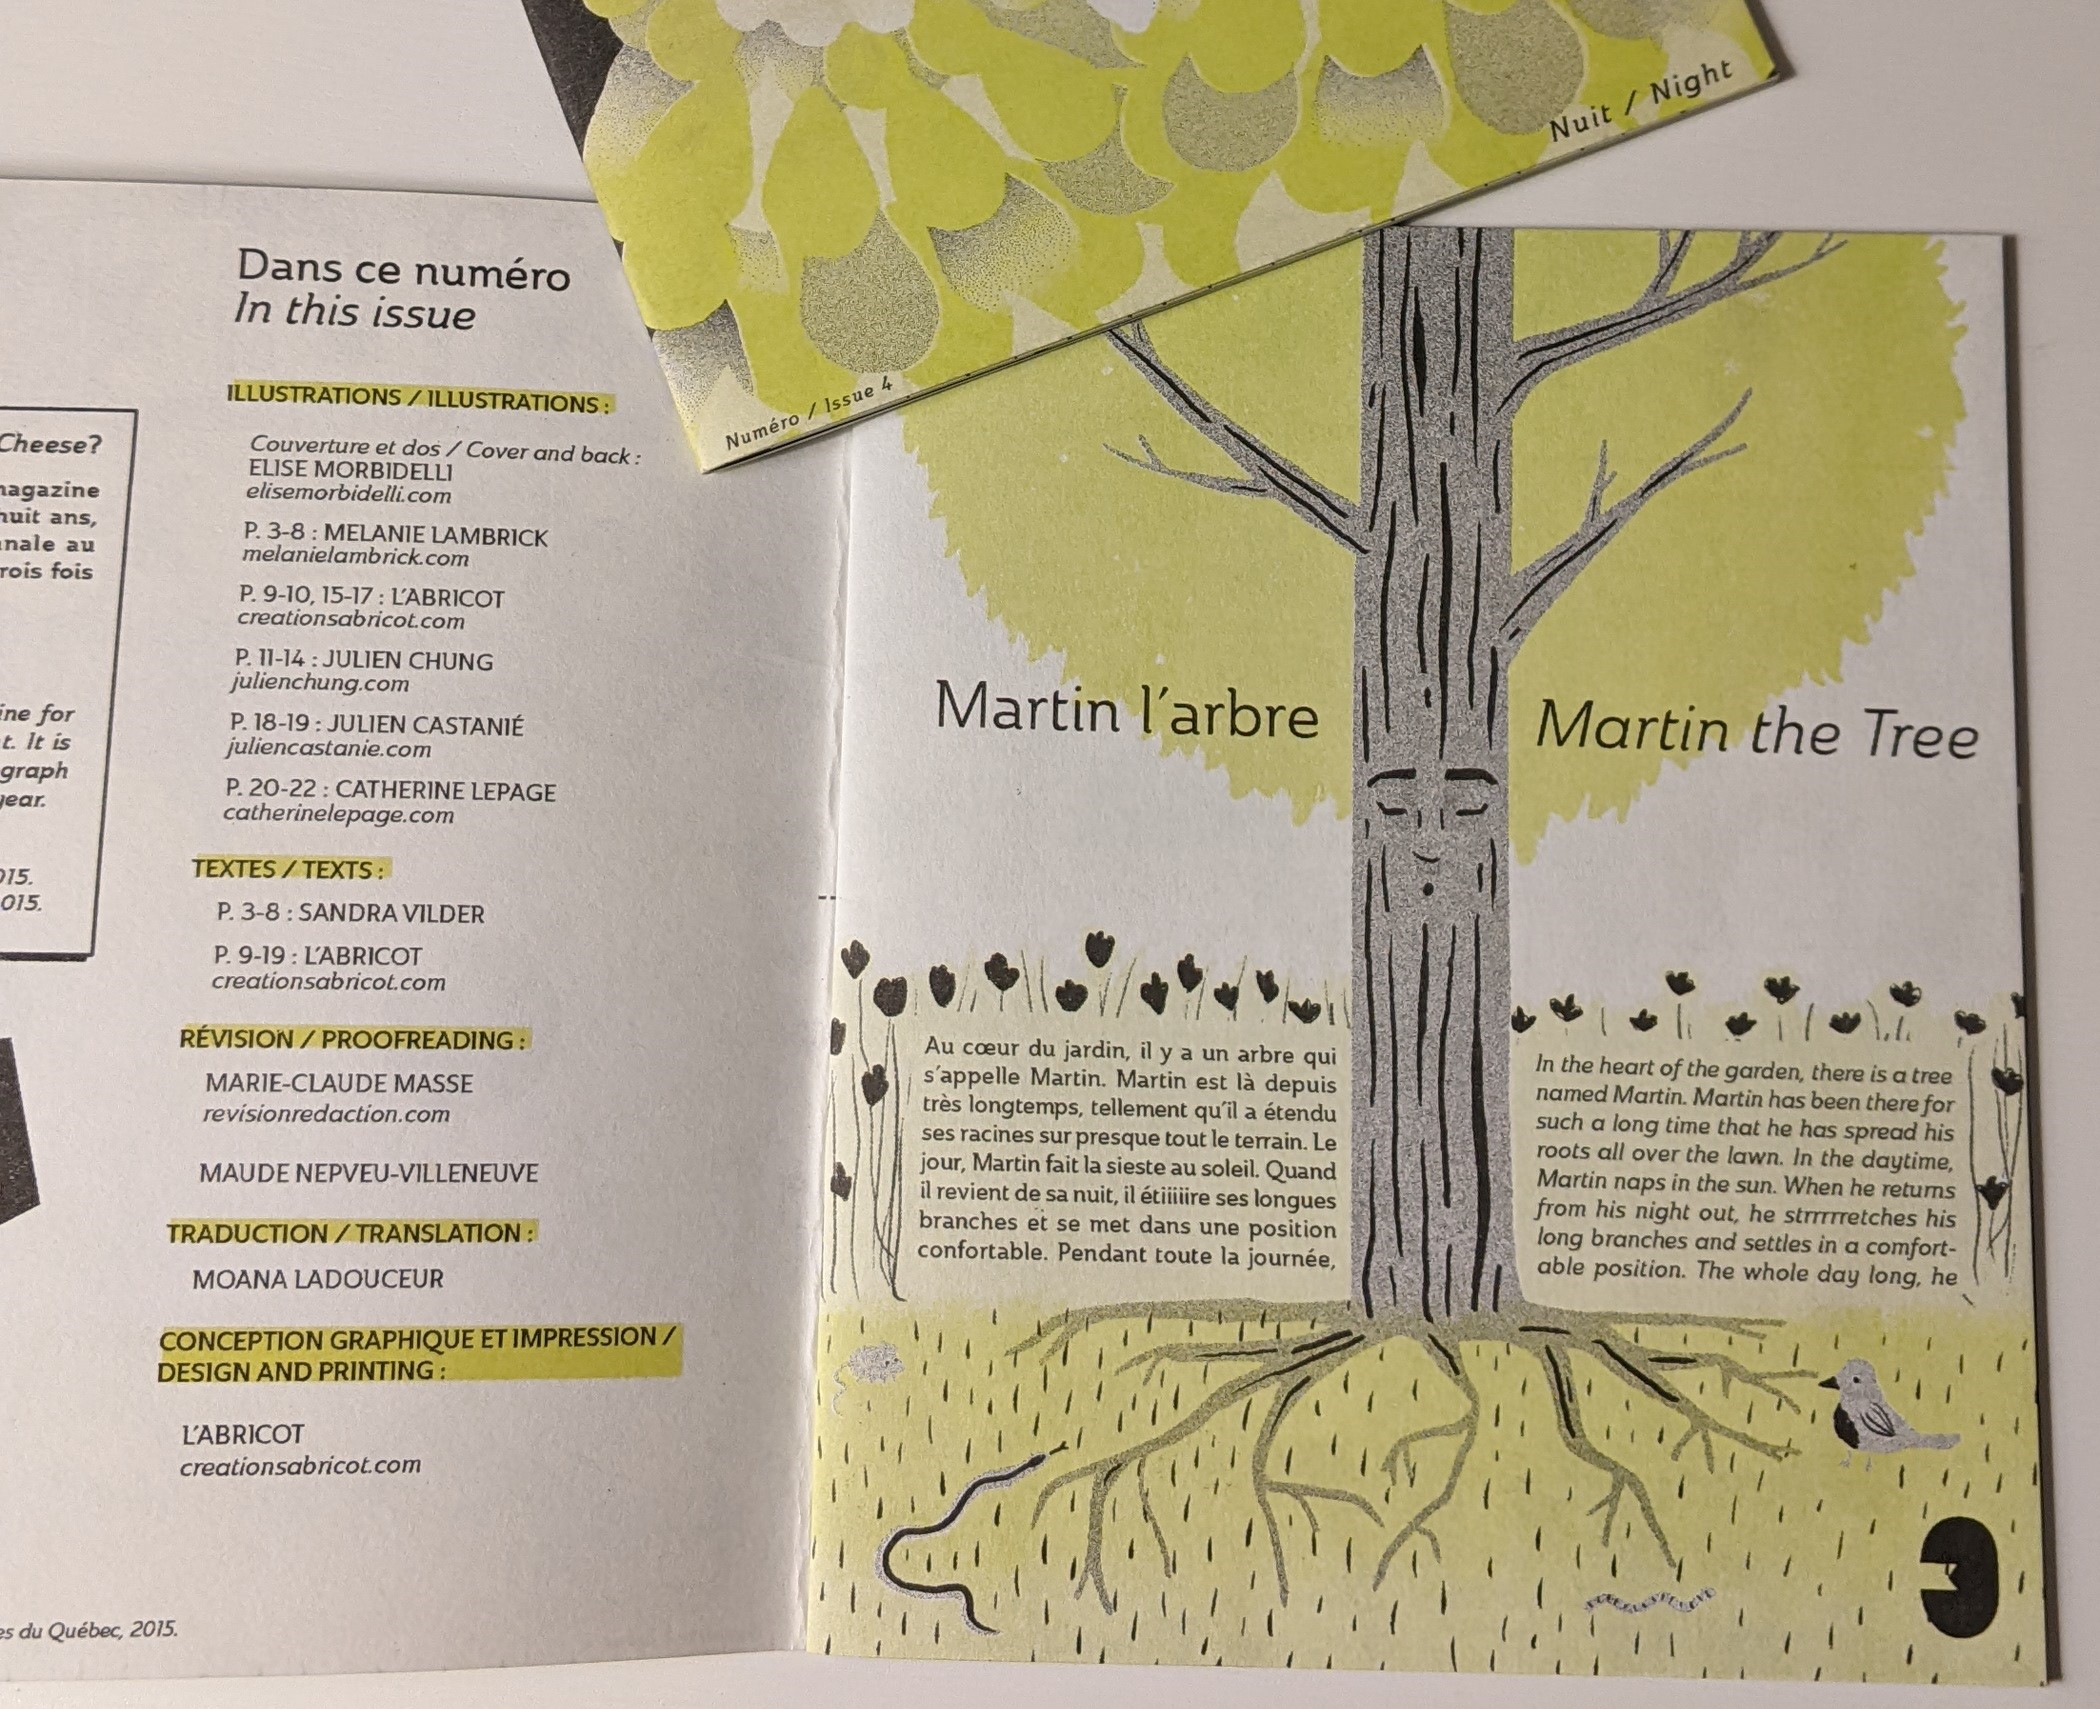 Nuit / Night
Numéro / Issue 4
Cheese?
magazine
huit ans,
au
rois fois
for
t. It is
graph
year.
015.
015.
du Québec, 2015.
Dans ce numéro
In this issue
ILLUSTRATIONS / ILLUSTRATIONS :
Couverture et dos / Cover and back :
ELISE MORBIDELLI
elisemorbidelli.com
P. 3-8 : MELANIE LAMBRICK
melanielambrick.com
P. 9-10, 15-17 : L'ABRICOT
creationsabricot.com
P. 11-14 : JULIEN CHUNG
julienchung.com
P. 18-19 : JULIEN CASTANIÉ
juliencastanie.com
P. 20-22 : CATHERINE LEPAGE
catherinelepage.com
TEXTES / TEXTS :
P. 3-8 : SANDRA VILDER
P. 9-19 : L'ABRICOT
creationsabricot.com
RÉVISION / PROOFREADING :
MARIE-CLAUDE MASSE
revisionredaction.com
MAUDE NEPVEU-VILLENEUVE
TRADUCTION / TRANSLATION :
MOANA LADOUCEUR
CONCEPTION GRAPHIQUE ET IMPRESSION /
DESIGN AND PRINTING :
L'ABRICOT
creationsabricot.com
Martin l'arbre
Au cœur du jardin, il y a un arbre qui
s'appelle Martin. Martin est là depuis
très longtemps, tellement qu'il a étendu
ses racines sur presque tout le terrain. Le
jour, Martin fait la sieste au soleil. Quand
il revient de sa nuit, il étiiiiiire ses longues
branches et se met dans une position
confortable. Pendant toute la journée,
Martin the Tree
In the heart of the garden, there is a tree
named Martin. Martin has been there for
such a long time that he has spread his
roots all over the lawn. In the daytime,
Martin naps in the sun. When he returns
from his night out, he strrrrretches his
long branches and settles in a comfort-
able position. The whole day long, he